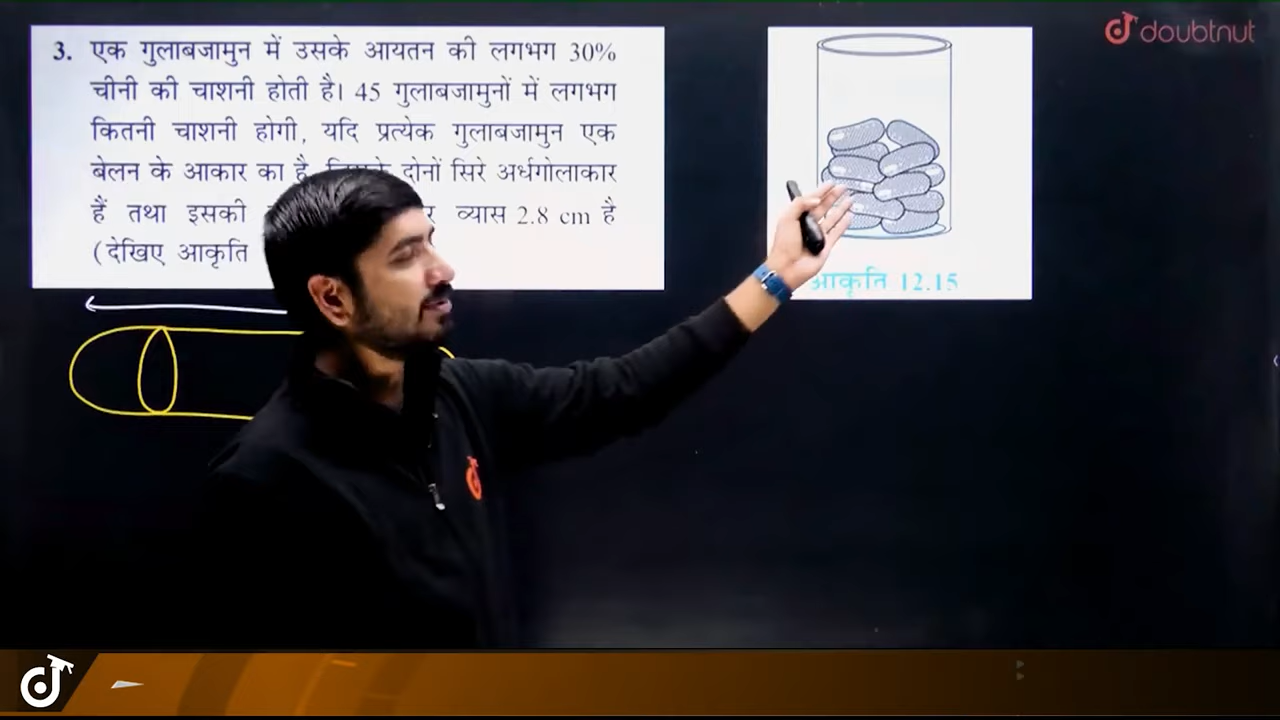 3. एक गुलाबजामुन में उसके आयतन की लगभग 30%
चीनी की चाशनी होती है। 45 गुलाबजामुनों में लगभग
कितनी चाशनी होगी, यदि प्रत्येक गुलाबजामुन एक
बेलन के आकार का है दोनों सिरे अर्धगोलाकार
हैं तथा इसकी व्यास 2.8 cm है
(देखिए आकृति
आकृति 12.15
doubtnut